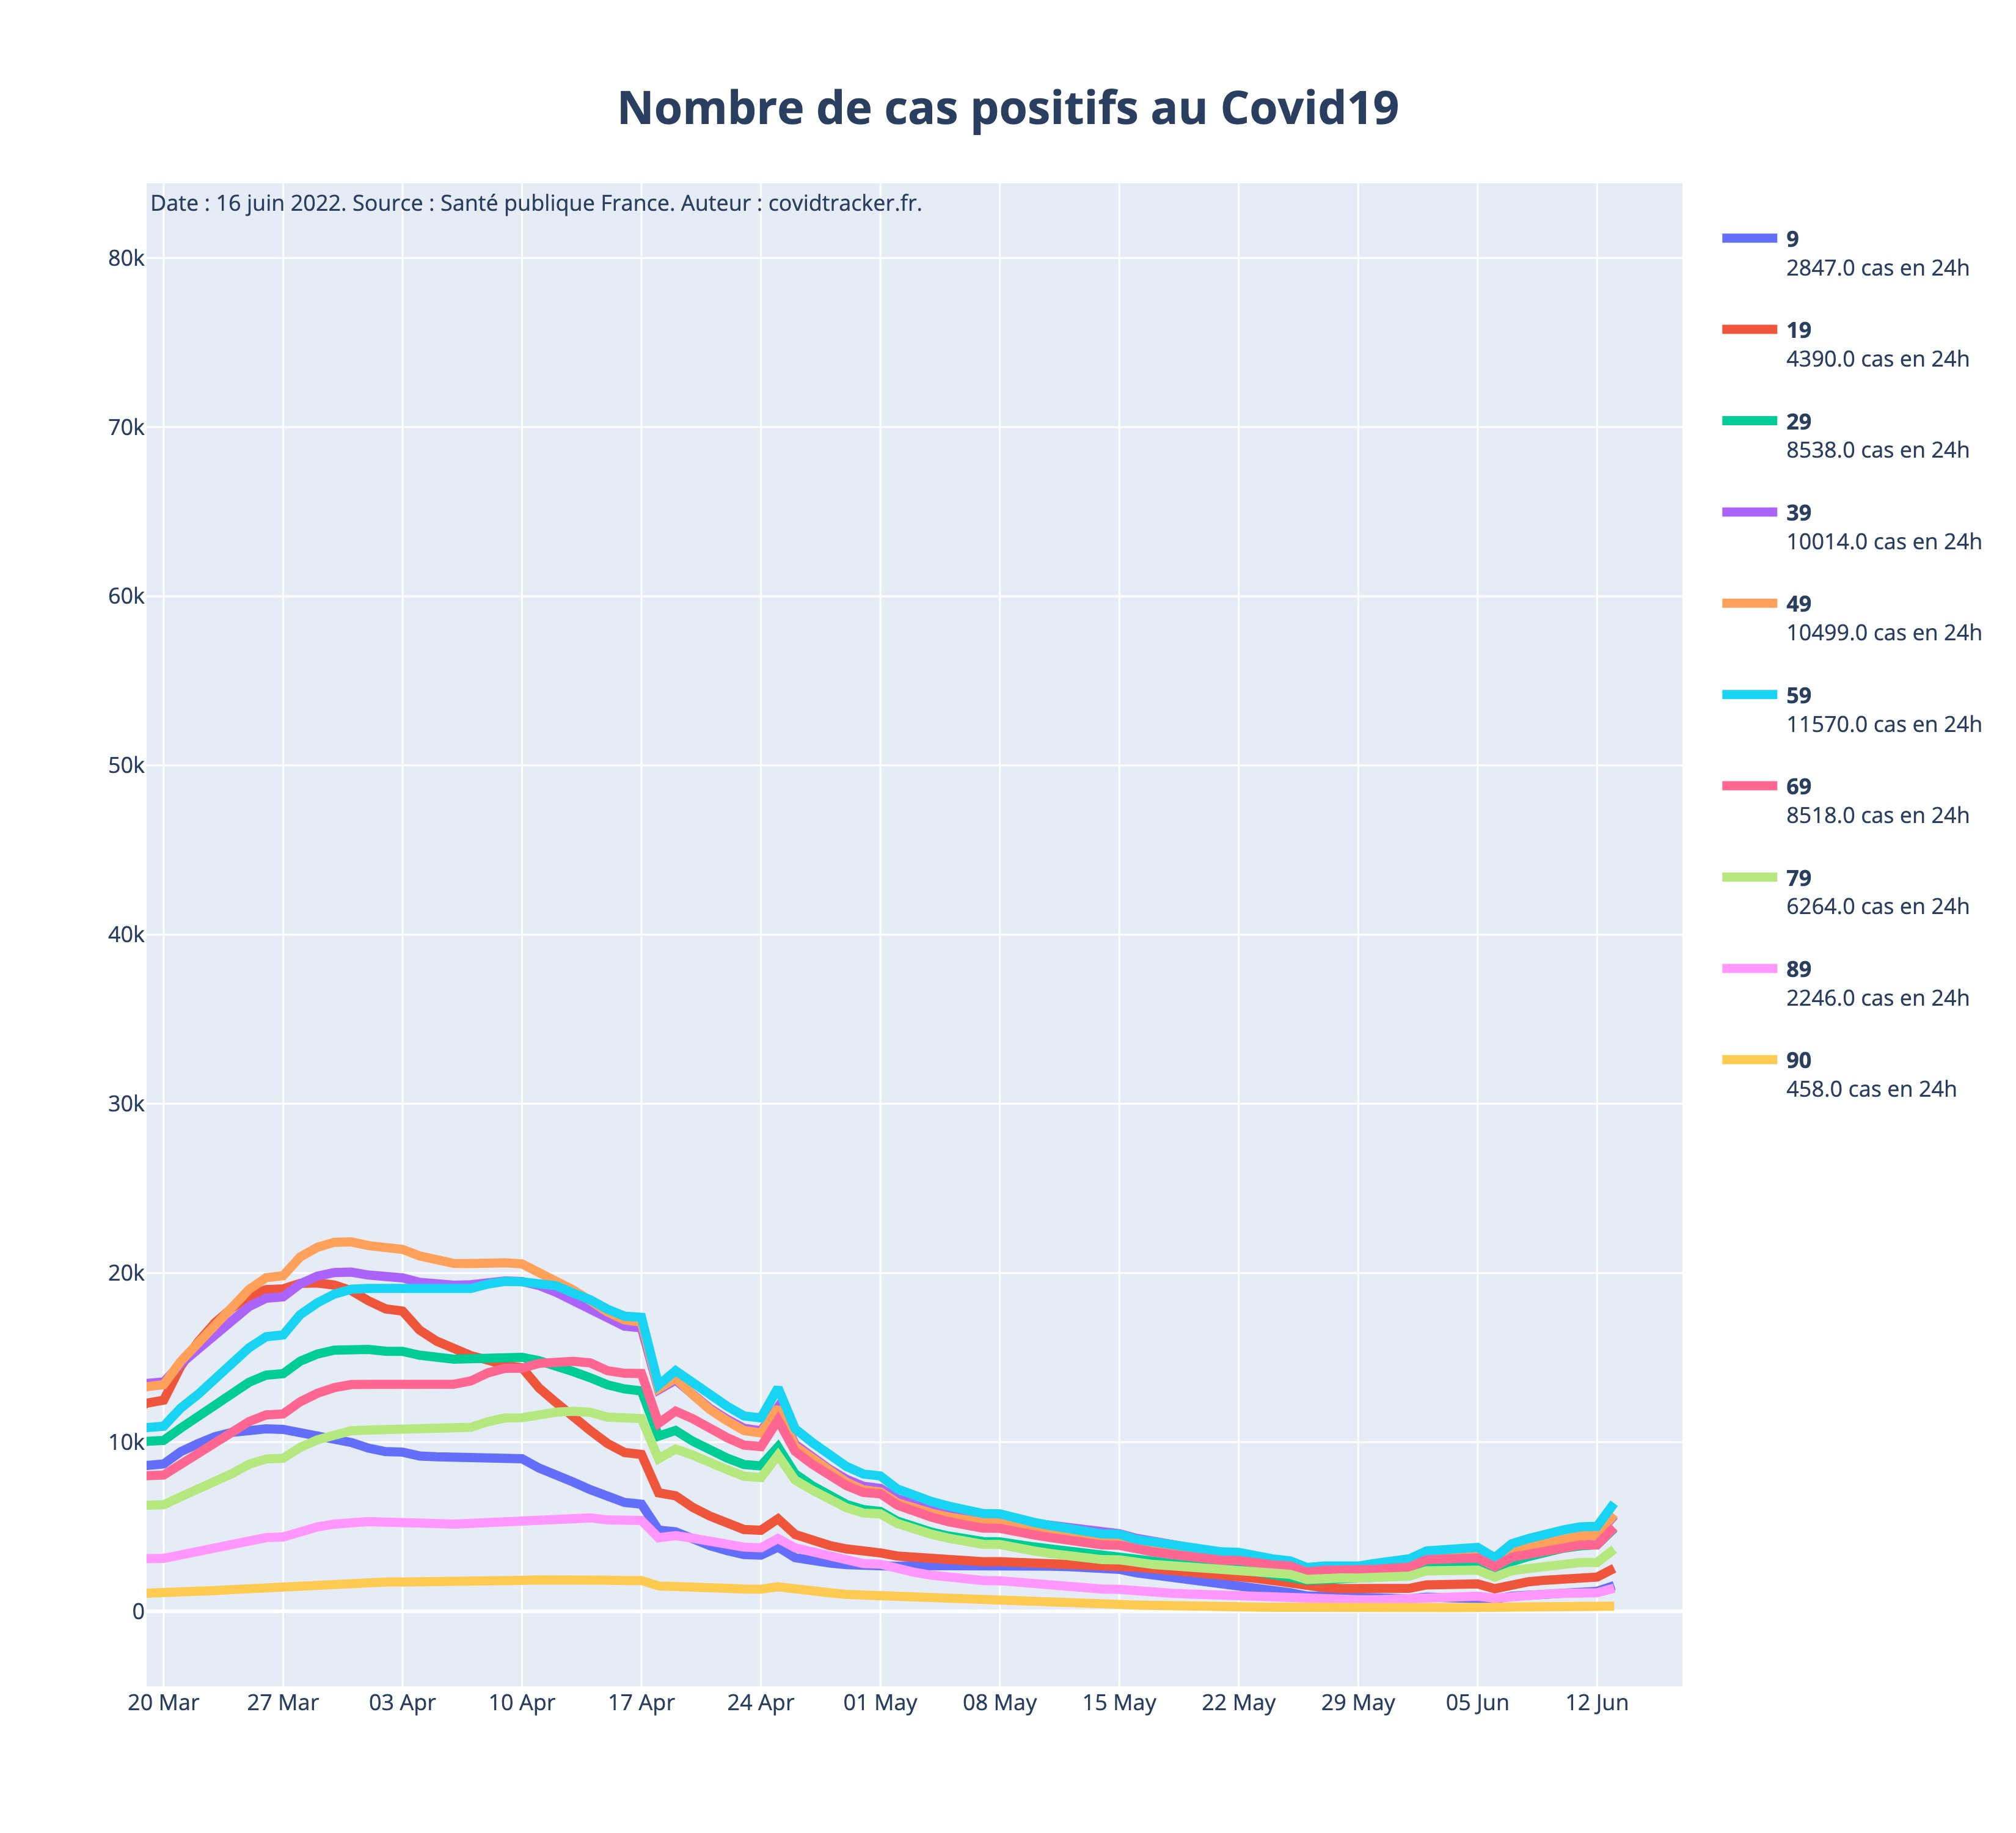 Nombre de cas positifs au Covid19
Date : 16 juin 2022. Source : Santé publique France. Auteur : covidtracker.fr.
80k
70k
60k
50k
40k
30k
20k
10k
0
20 Mar
27 Mar
03 Apr
10 Apr
17 Apr
24 Apr
01 May
08 May
15 May
22 May
29 May
05 Jun
12 Jun
9
2847.0 cas en 24h
19
4390.0 cas en 24h
29
8538.0 cas en 24h
39
10014.0 cas en 24h
49
10499.0 cas en 24h
59
11570.0 cas en 24h
69
8518.0 cas en 24h
79
6264.0 cas en 24h
89
2246.0 cas en 24h
90
458.0 cas en 24h